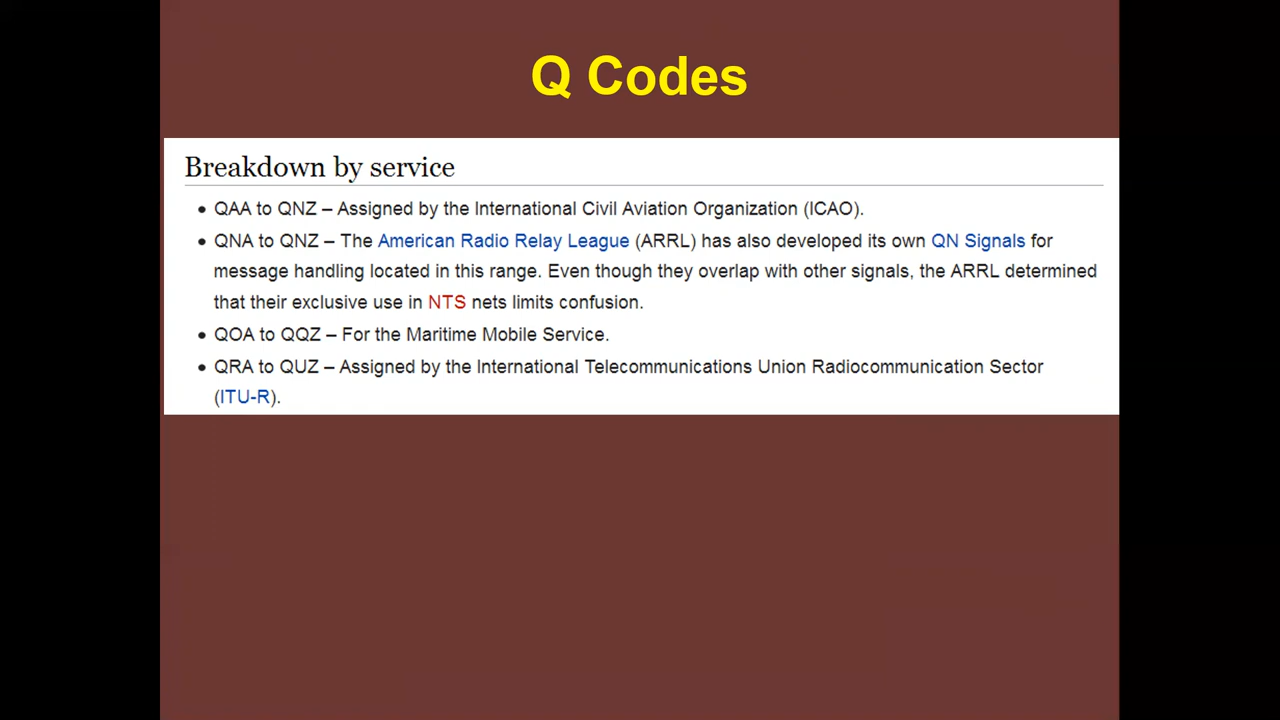 Q Codes
Breakdown by service
• QAA to QNZ – Assigned by the International Civil Aviation Organization (ICAO).
• QNA to QNZ – The American Radio Relay League (ARRL) has also developed its own QN Signals for
message handling located in this range. Even though they overlap with other signals, the ARRL determined
that their exclusive use in NTS nets limits confusion.
• QOA to QQZ – For the Maritime Mobile Service.
• QRA to QUZ – Assigned by the International Telecommunications Union Radiocommunication Sector
(ITU-R).